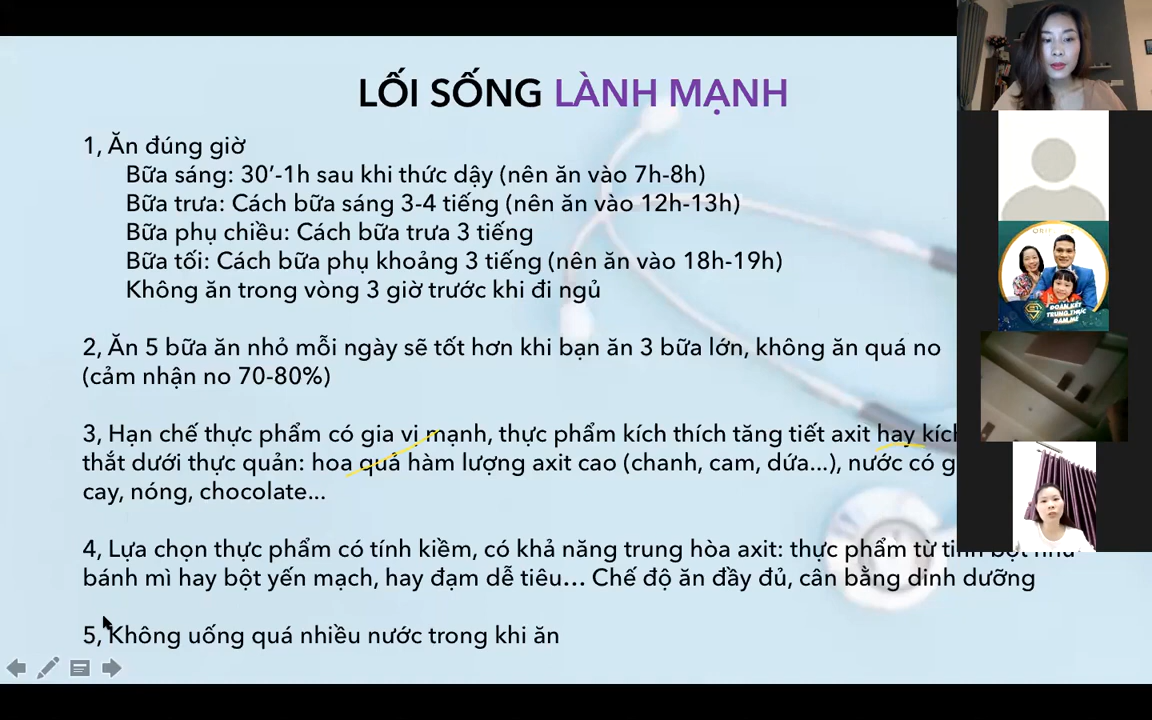 LỐI SỐNG LÀNH MẠNH
1, Ăn đúng giờ
Bữa sáng: 30’-1h sau khi thức dậy (nên ăn vào 7h-8h)
Bữa trưa: Cách bữa sáng 3-4 tiếng (nên ăn vào 12h-13h)
Bữa phụ chiều: Cách bữa trưa 3 tiếng
Bữa tối: Cách bữa phụ khoảng 3 tiếng (nên ăn vào 18h-19h)
Không ăn trong vòng 3 giờ trước khi đi ngủ
2, Ăn 5 bữa ăn nhỏ mỗi ngày sẽ tốt hơn khi bạn ăn 3 bữa lớn, không ăn quá no
(cảm nhận no 70-80%)
3, Hạn chế thực phẩm có gia vị mạnh, thực phẩm kích thích tăng tiết axit hay
thắt dưới thực quản: hoa quả hàm lượng axit cao (chanh, cam, dứa...), nước có
cay, nóng, chocolate...
4, Lựa chọn thực phẩm có tính kiềm, có khả năng trung hòa axit: thực phẩm từ
bánh mì hay bột yến mạch, hay đạm dễ tiêu... Chế độ ăn đầy đủ, cân bằng dinh dưỡng
5, Không uống quá nhiều nước trong khi ăn
ĐOÀN KẾT
TRUNG THỰC
ĐAM MÊ